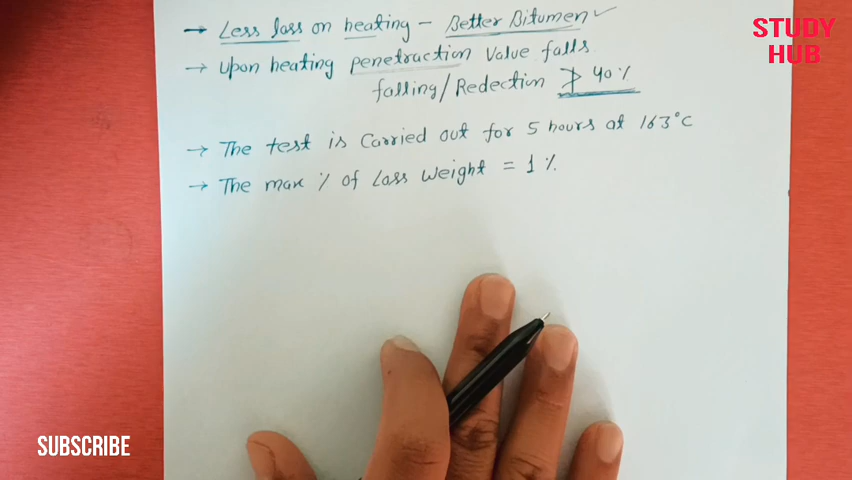 → Less loss on heating - Better Bitumen ✓
→ Upon heating penetraction value falls.
falling/Redection ≯ 40%
→ The test is Carried out for 5 hours at 163°C
→ The max % of Loss Weight = 1%.
STUDY
HUB
SUBSCRIBE